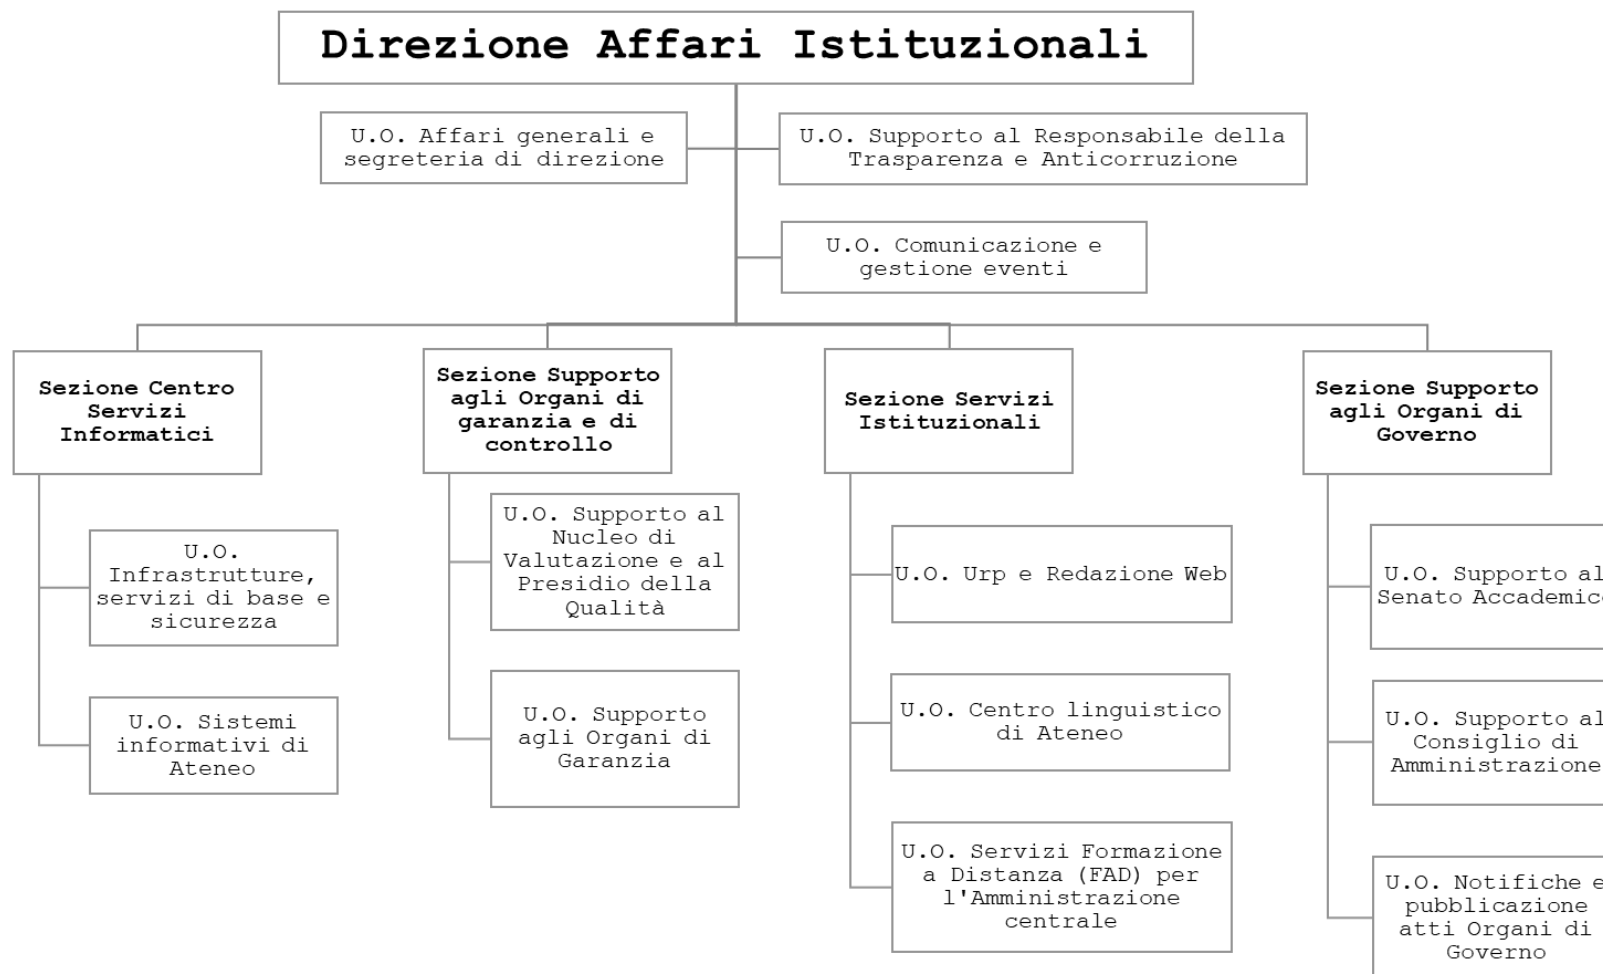 Direzione Affari Istituzionali
U.O. Affari generali e
segreteria di direzione
U.O. Supporto al Responsabile della
Trasparenza e Anticorruzione
U.O. Comunicazione e
gestione eventi
Sezione Centro
Servizi
Informatici
U.O.
Infrastrutture,
servizi di base e
sicurezza
U.O. Sistemi
informativi di
Ateneo
Sezione Supporto
agli Organi di
garanzia e di
controllo
U.O. Supporto al
Nucleo di
Valutazione e al
Presidio della
Qualità
U.O. Supporto
agli Organi di
Garanzia
Sezione Servizi
Istituzionali
U.O. Urp e Redazione Web
U.O. Centro linguistico
di Ateneo
U.O. Servizi Formazione
a Distanza (FAD) per
l'Amministrazione
centrale
Sezione Supporto
agli Organi di
Governo
U.O. Supporto al
Senato Accademico
U.O. Supporto al
Consiglio di
Amministrazione
U.O. Notifiche e
pubblicazione
atti Organi di
Governo